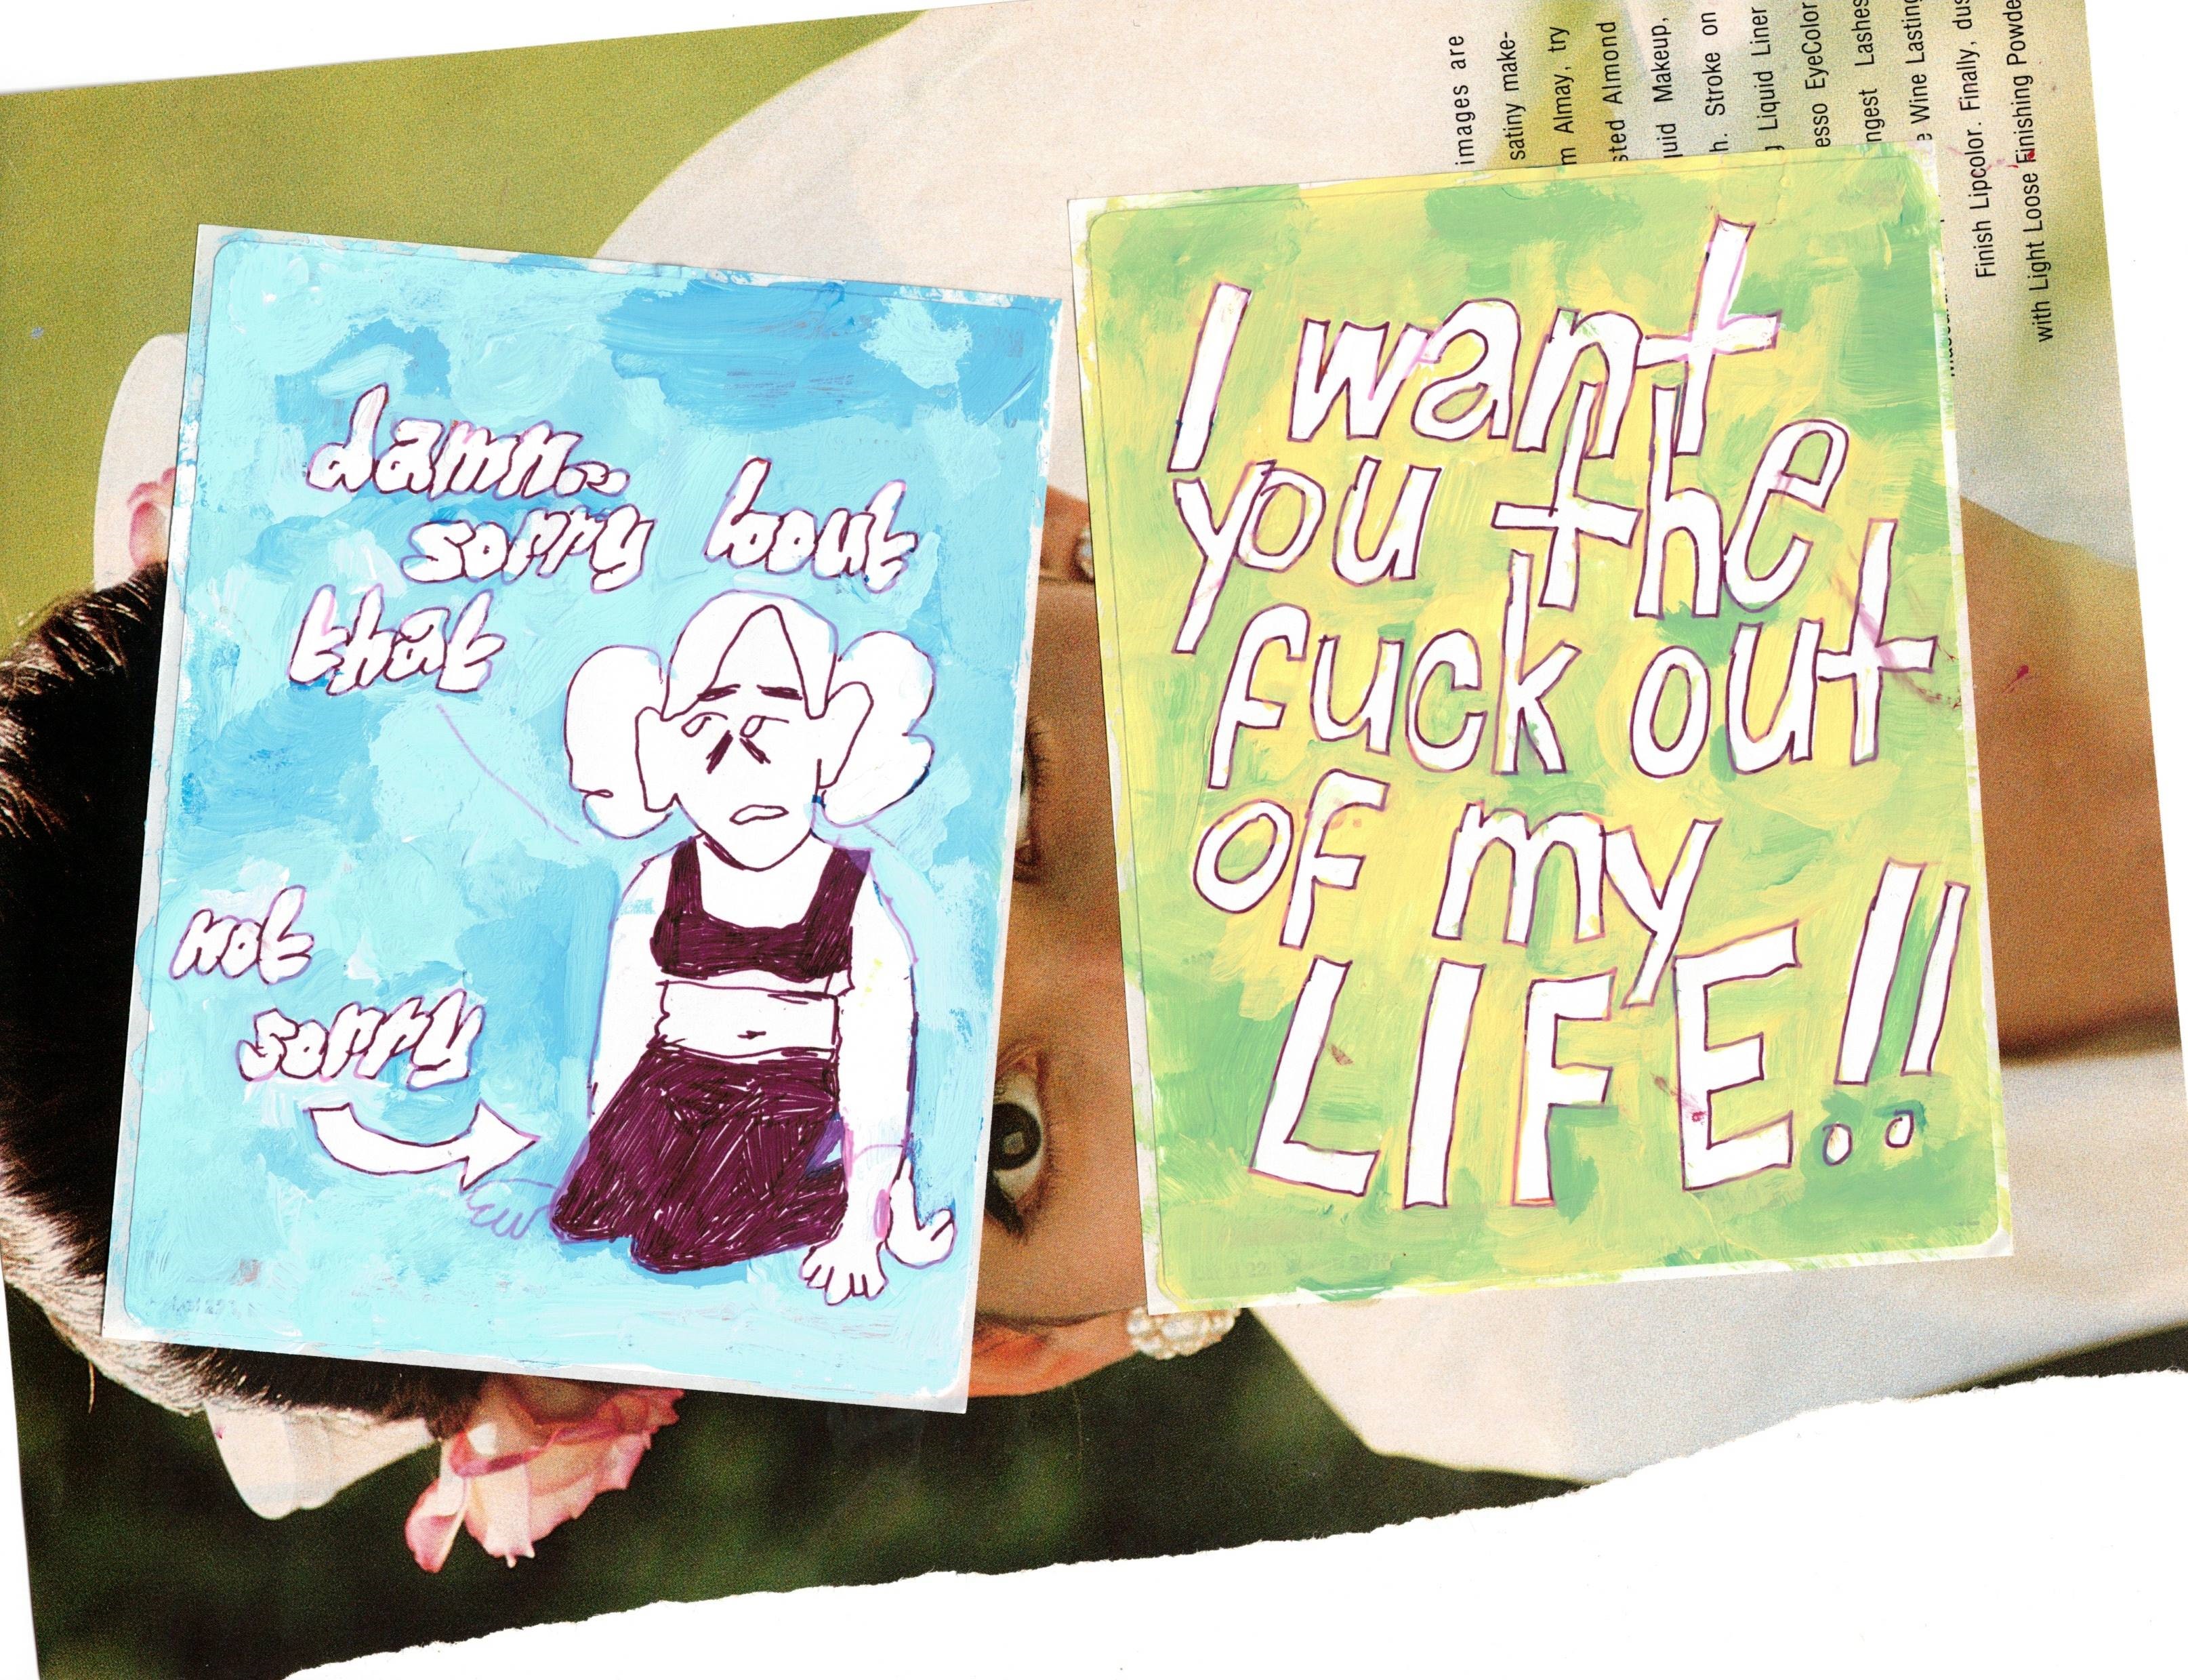 damn..
sorry bout
that
not
sorry
I want
you the
fuck out
of my
LIFE!!
images are
satiny make-
m Almay, try
sted Almond
uid Makeup,
h. Stroke on
g Liquid Liner
esso EyeColor
ngest Lashes
e Wine Lasting
Finish Lipcolor. Finally, dus
with Light Loose Finishing Powde